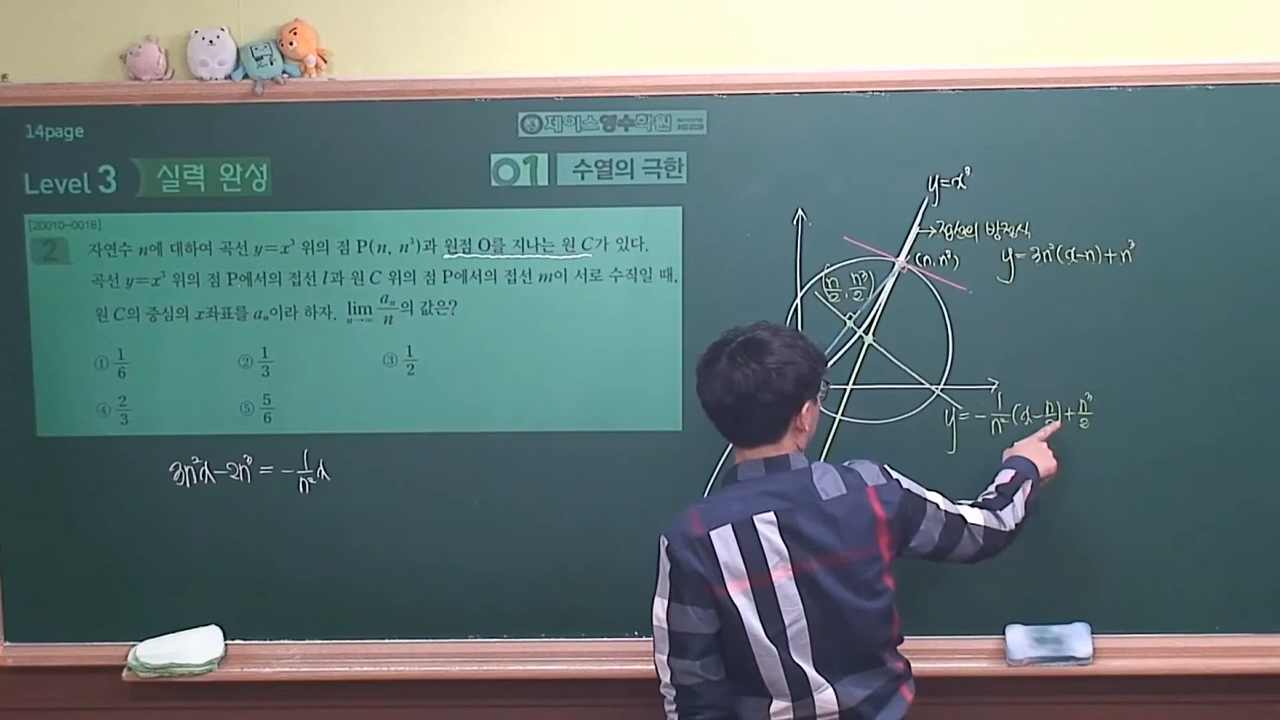 14page
제이스영수학원
Level 3 실력 완성
01 수열의 극한
[20010-0018]
2 자연수 n에 대하여 곡선 y=x³ 위의 점 P(n, n³)과 원점 O를 지나는 원 C가 있다.
곡선 y=x³ 위의 점 P에서의 접선 l과 원 C 위의 점 P에서의 접선 m이 서로 수직일 때,
원 C의 중심의 x좌표를 aₙ이라 하자. lim n→∞ aₙ/n 의 값은?
① 1/6 ② 1/3 ③ 1/2
④ 2/3 ⑤ 5/6
3n²x-2n³ = -1/n² x
y=x³
→접선의 방정식
(n, n³)
y=3n²(x-n)+n³
(n/2, n³/2)
y=-1/n²(x-n/2)+n³/2